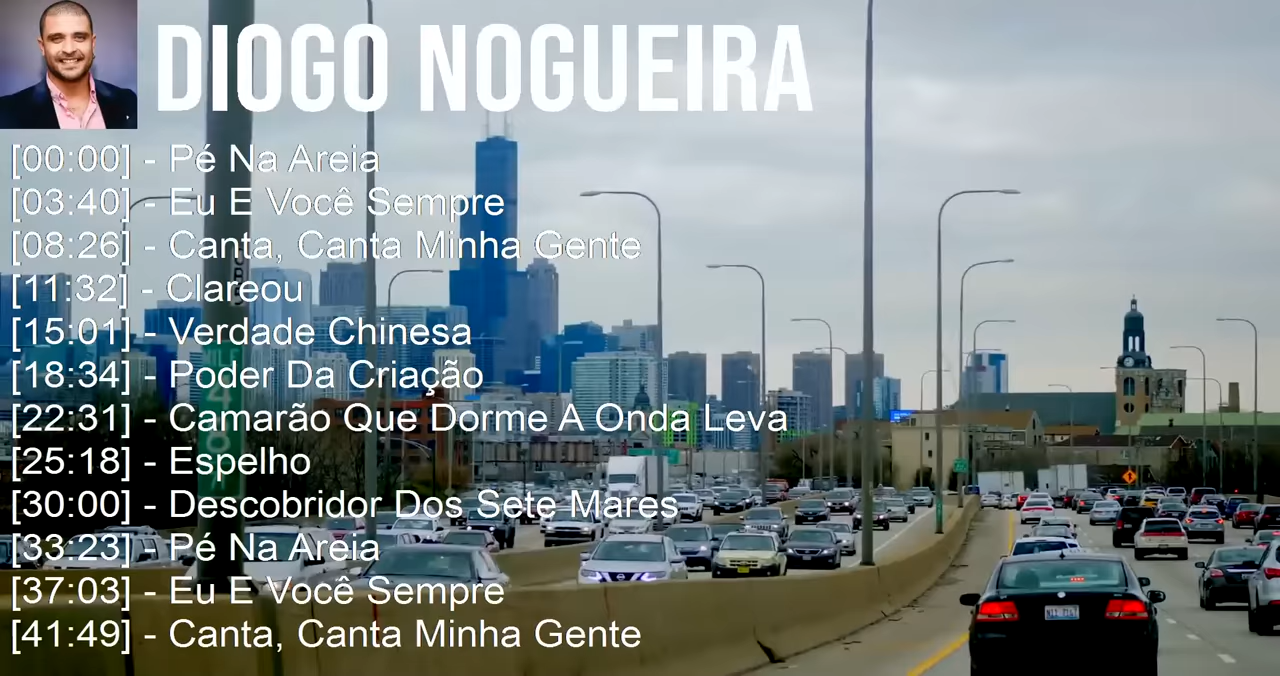 DIOGO NOGUEIRA
[00:00] - Pé Na Areia
[03:40] - Eu E Você Sempre
[08:26] - Canta, Canta Minha Gente
[11:32] - Clareou
[15:01] - Verdade Chinesa
[18:34] - Poder Da Criação
[22:31] - Camarão Que Dorme A Onda Leva
[25:18] - Espelho
[30:00] - Descobridor Dos Sete Mares
[33:23] - Pé Na Areia
[37:03] - Eu E Você Sempre
[41:49] - Canta, Canta Minha Gente